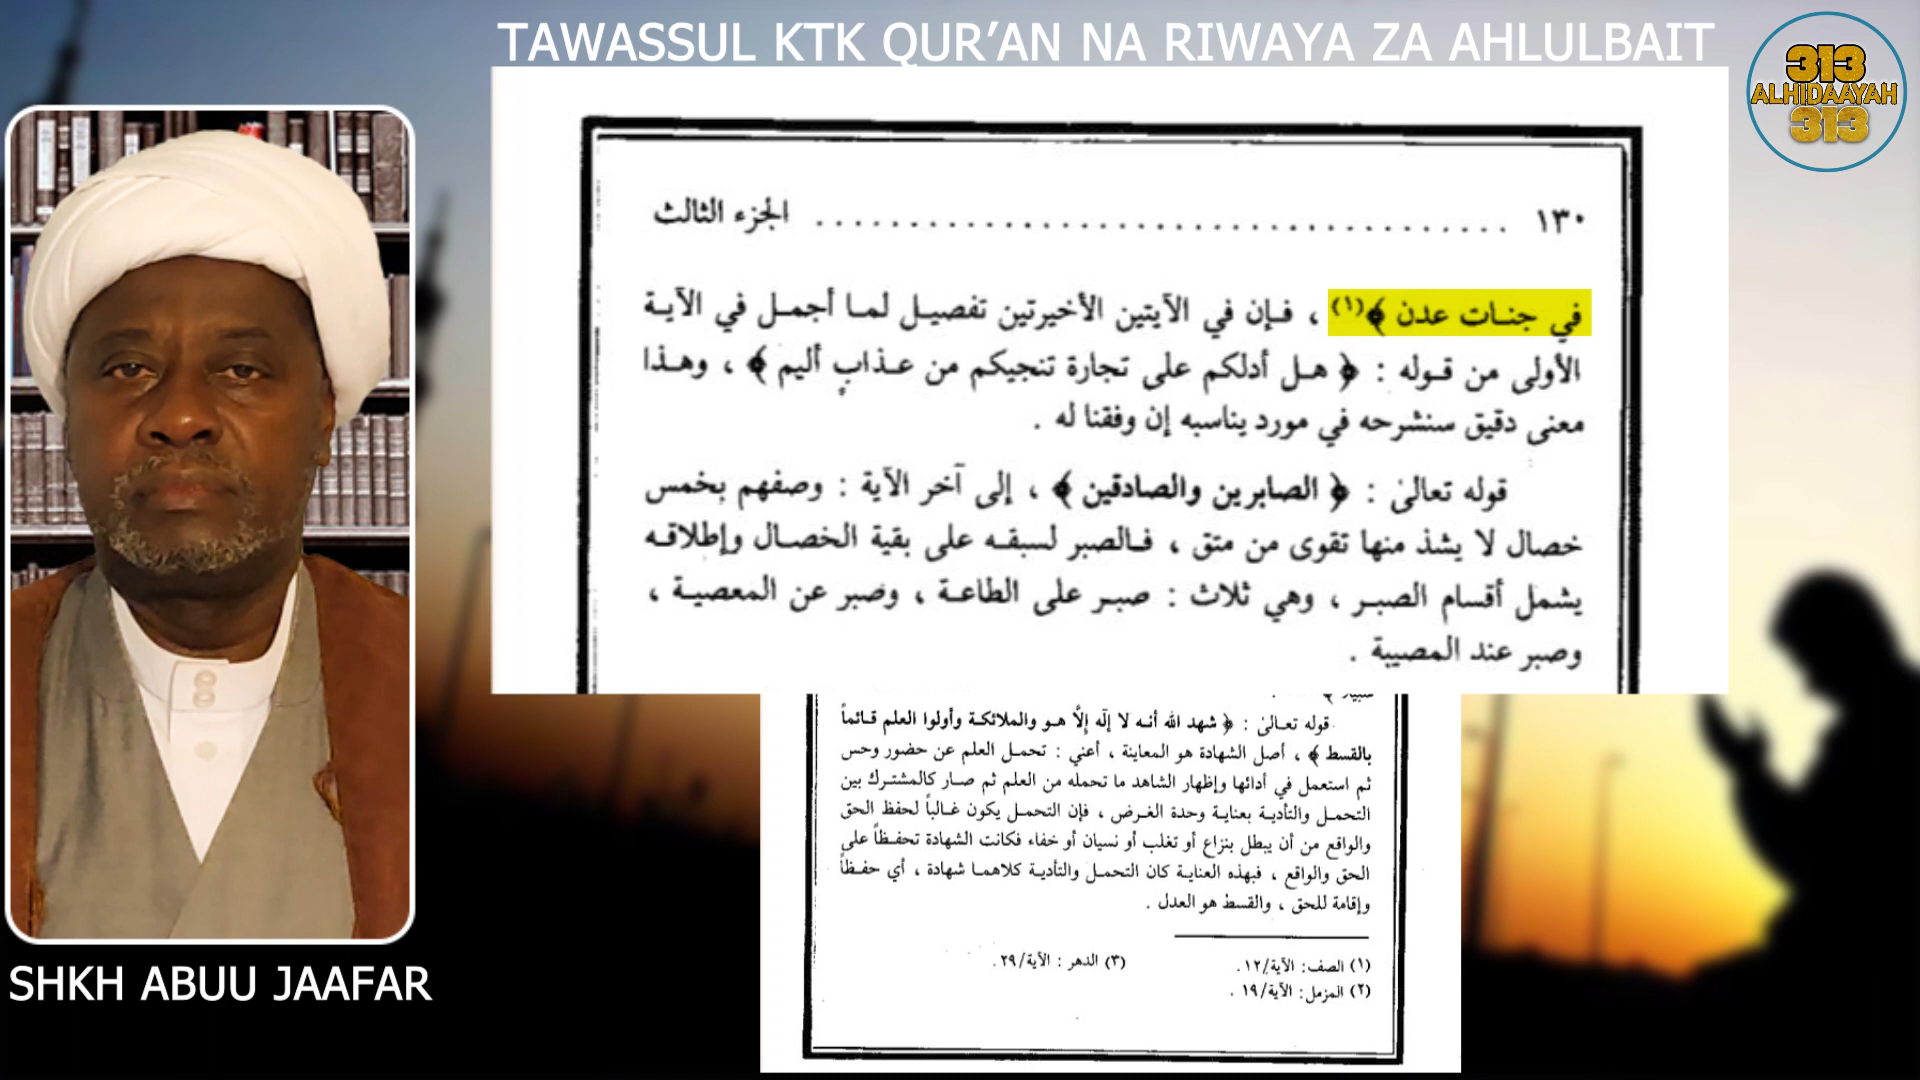 TAWASSUL KTK QUR'AN NA RIWAYA ZA AHLULBAIT
313
ALHIDAAYAH
313
١٣٠ الجزء الثالث
في جنات عدن ﴾(١) ، فإن في الآيتين الأخيرتين تفصيل لما أجمل في الآية
الأولى من قوله : ﴿ هل أدلكم على تجارة تنجيكم من عذابٍ أليم ﴾ ، وهذا
معنى دقيق سنشرحه في مورد يناسبه إن وفقنا له .
قوله تعالىٰ : ﴿ الصابرين والصادقين ﴾ ، إلى آخر الآية : وصفهم بخمس
خصال لا يشذ منها تقوى من متق ، فالصبر لسبقه على بقية الخصال وإطلاقه
يشمل أقسام الصبر ، وهي ثلاث : صبر على الطاعة ، وصبر عن المعصية ،
وصبر عند المصيبة .
قوله تعالىٰ : ﴿ شهد الله أنه لا إلٓه إلَّا هو والملائكة وأولوا العلم قائماً
بالقسط ﴾ ، أصل الشهادة هو المعاينة ، أعني : تحمل العلم عن حضور وحس
ثم استعمل في أدائها وإظهار الشاهد ما تحمله من العلم ثم صار كالمشترك بين
التحمل والتأدية بعناية وحدة الغرض ، فإن التحمل يكون غالباً لحفظ الحق
والواقع من أن يبطل بنزاع أو تغلب أو نسيان أو خفاء فكانت الشهادة تحفظاً على
الحق والواقع ، فبهذه العناية كان التحمل والتأدية كلاهما شهادة ، أي حفظاً
وإقامة للحق ، والقسط هو العدل .
(١) الصف: الآية/١٢. (٣) الدهر : الآية/٢٩.
(٢) المزمل: الآية/١٩ .
SHKH ABUU JAAFAR